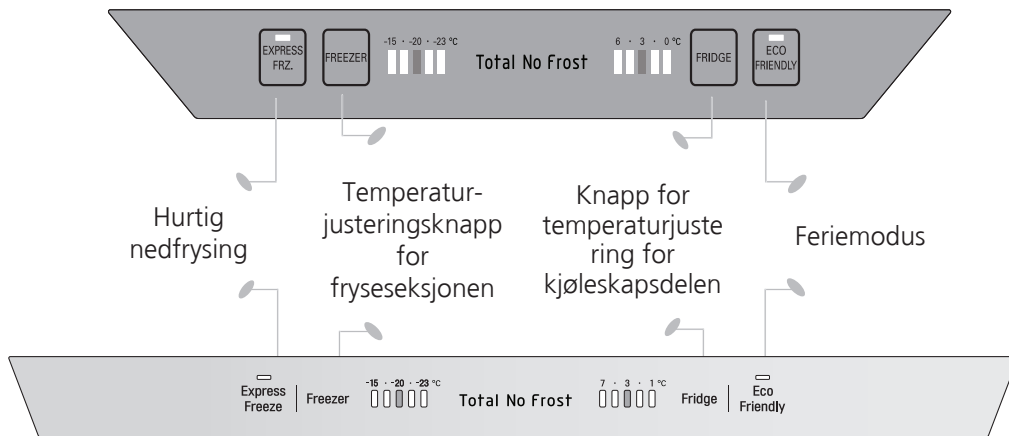 EXPRESS
FRZ.
FREEZER
-15 · -20 · -23 °C
Total No Frost
6 · 3 · 0 °C
FRIDGE
ECO
FRIENDLY
Hurtig
nedfrysing
Temperatur-
justeringsknapp
for
fryseseksjonen
Knapp for
temperaturjuste
ring for
kjøleskapsdelen
Feriemodus
Express
Freeze
Freezer
-15 · -20 · -23 °C
Total No Frost
7 · 3 · 1 °C
Fridge
Eco
Friendly